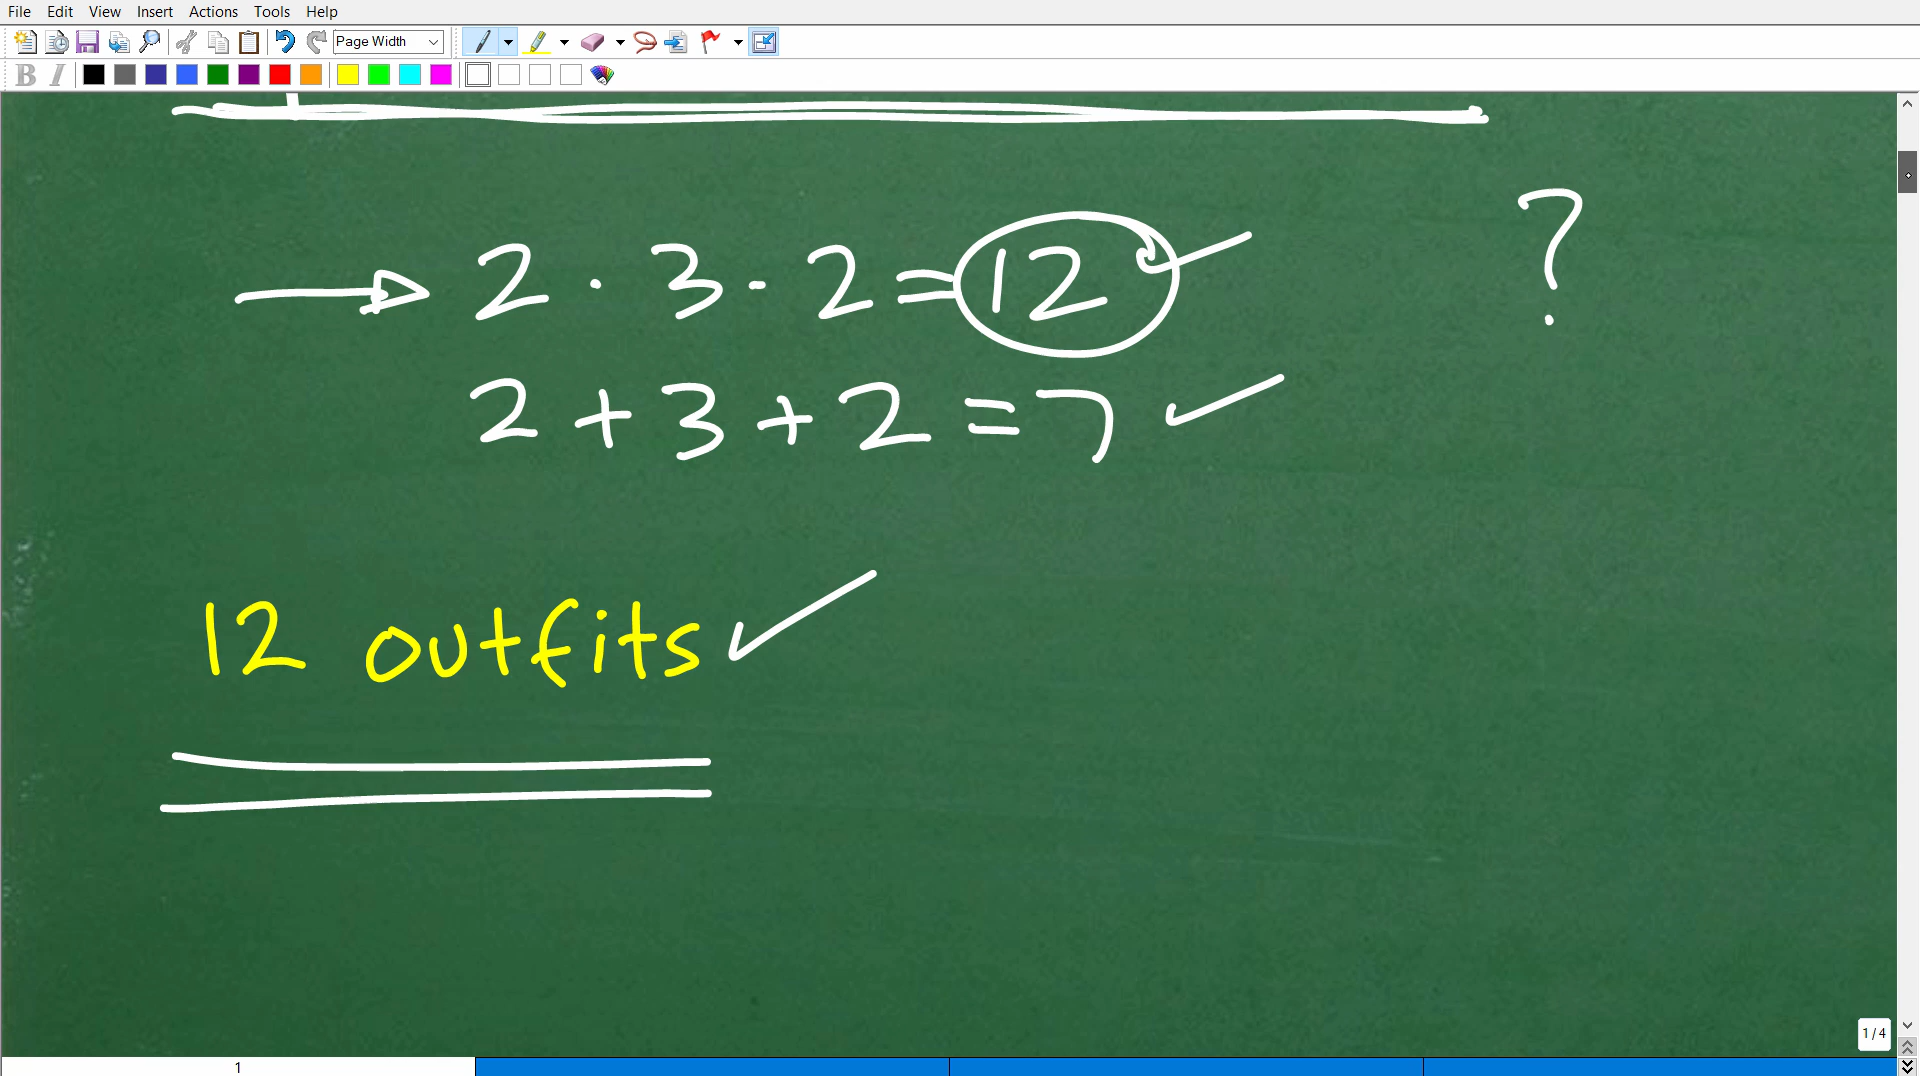 File Edit View Insert Actions Tools Help
Page Width
B I
→ 2 · 3 · 2 = 12 ?
2 + 3 + 2 = 7
12 outfits
1 / 4
1